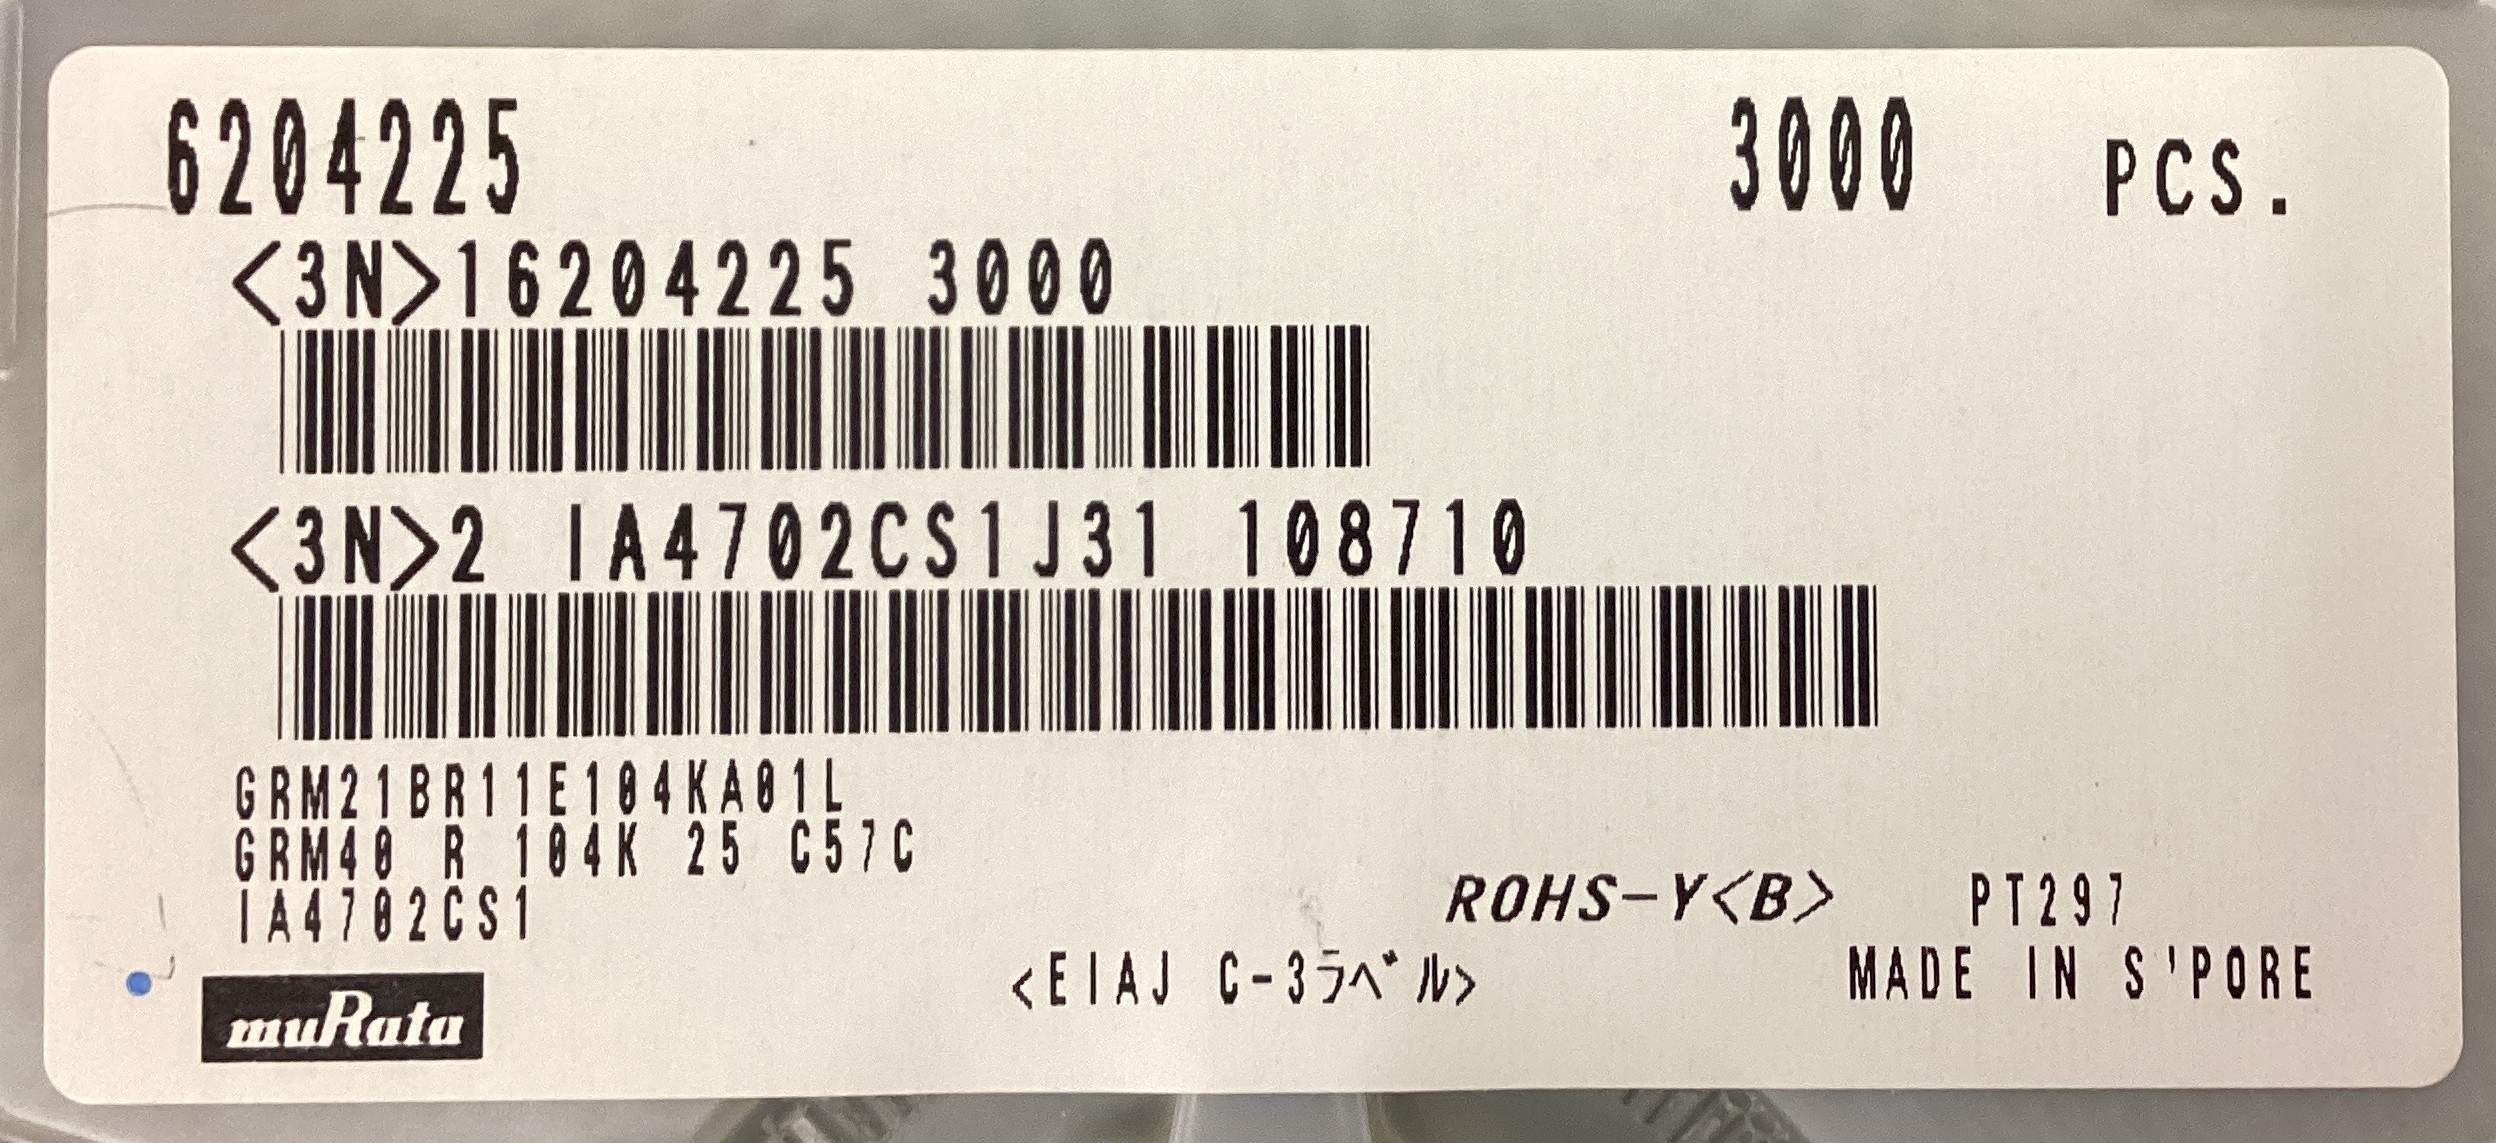 6204225 3000 PCS.
<3N>16204225 3000
<3N>2 IA4702CS1J31 108710
GRM21BR11E104KA01L
GRM40 R 104K 25 C57C
IA4702CS1
ROHS-Y<B> PT297
<EIAJ C-3ラベル> MADE IN S'PORE
muRata